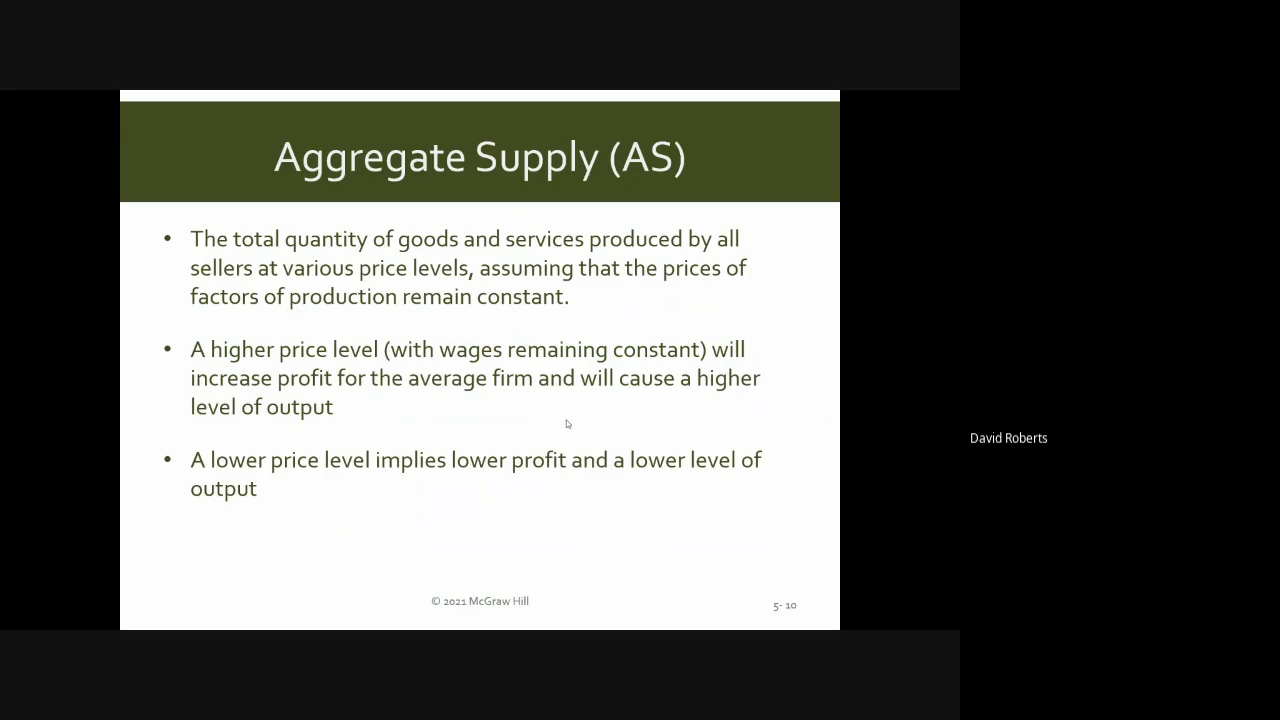 Aggregate Supply (AS)
• The total quantity of goods and services produced by all
sellers at various price levels, assuming that the prices of
factors of production remain constant.
• A higher price level (with wages remaining constant) will
increase profit for the average firm and will cause a higher
level of output
• A lower price level implies lower profit and a lower level of
output
© 2021 McGraw Hill
5- 10
David Roberts